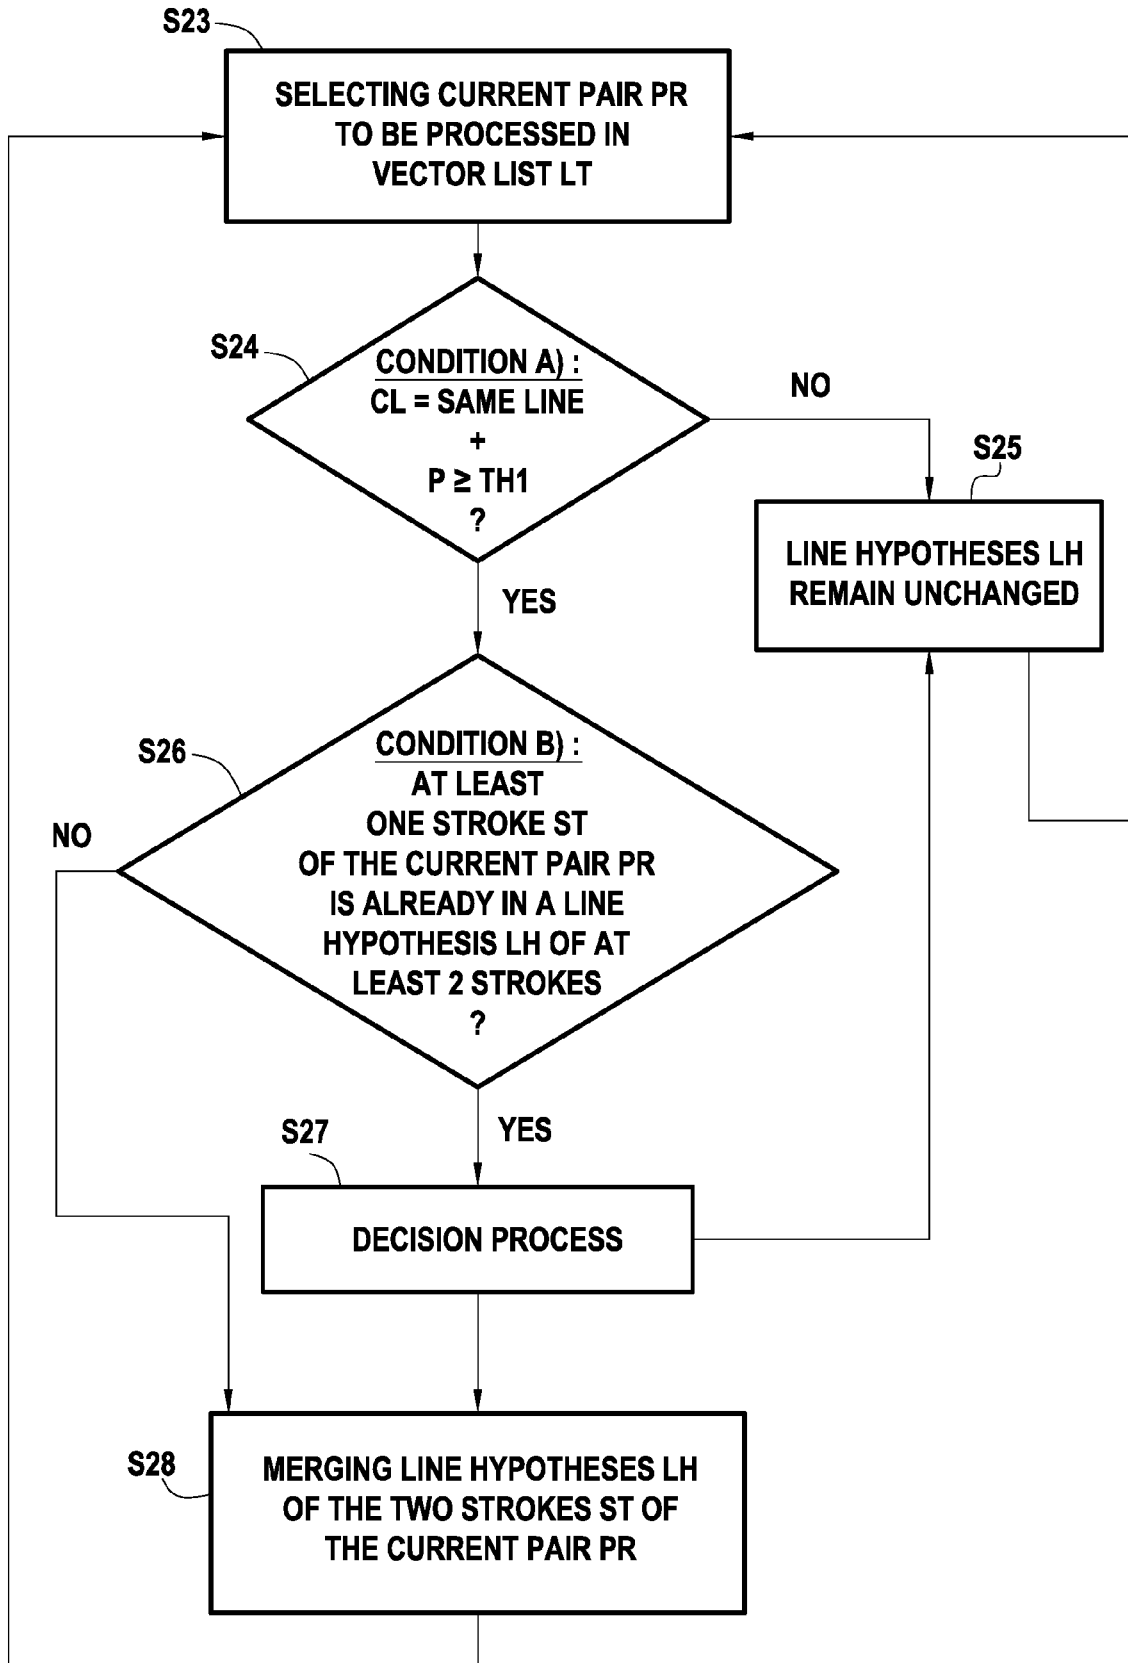 S23
SELECTING CURRENT PAIR PR
TO BE PROCESSED IN
VECTOR LIST LT
S24
CONDITION A) :
CL = SAME LINE
+
P ≥ TH1
?
NO
S25
LINE HYPOTHESES LH
REMAIN UNCHANGED
YES
S26
CONDITION B) :
AT LEAST
ONE STROKE ST
OF THE CURRENT PAIR PR
IS ALREADY IN A LINE
HYPOTHESIS LH OF AT
LEAST 2 STROKES
?
NO
YES
S27
DECISION PROCESS
S28
MERGING LINE HYPOTHESES LH
OF THE TWO STROKES ST OF
THE CURRENT PAIR PR